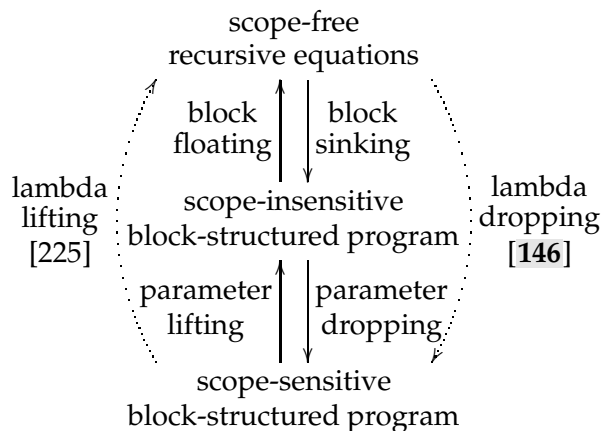 scope-free
recursive equations
block
floating
block
sinking
lambda
lifting
[225]
scope-insensitive
block-structured program
lambda
dropping
[146]
parameter
lifting
parameter
dropping
scope-sensitive
block-structured program